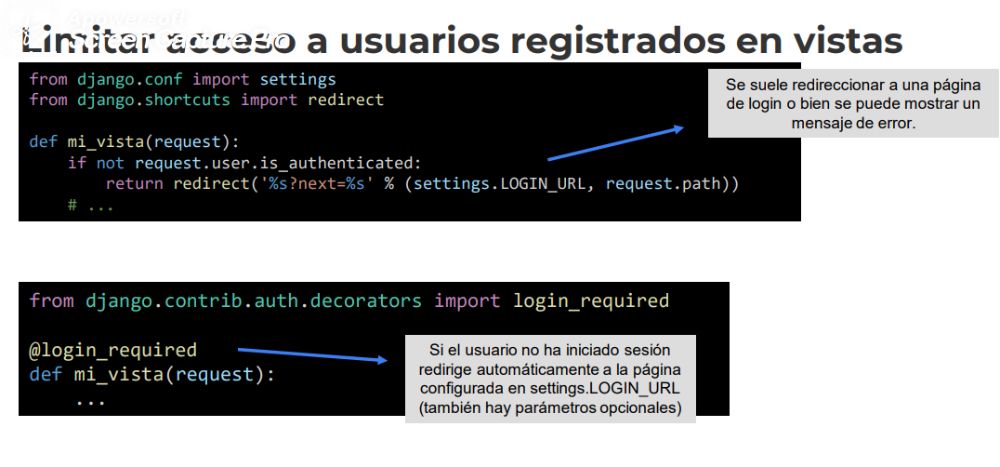 Apowersoft
Screen Capture Pro
Limitar acceso a usuarios registrados en vistas
from django.conf import settings
from django.shortcuts import redirect
def mi_vista(request):
if not request.user.is_authenticated:
return redirect('%s?next=%s' % (settings.LOGIN_URL, request.path))
# ...
Se suele redireccionar a una página
de login o bien se puede mostrar un
mensaje de error.
from django.contrib.auth.decorators import login_required
@login_required
def mi_vista(request):
...
Si el usuario no ha iniciado sesión
redirige automáticamente a la página
configurada en settings.LOGIN_URL
(también hay parámetros opcionales)